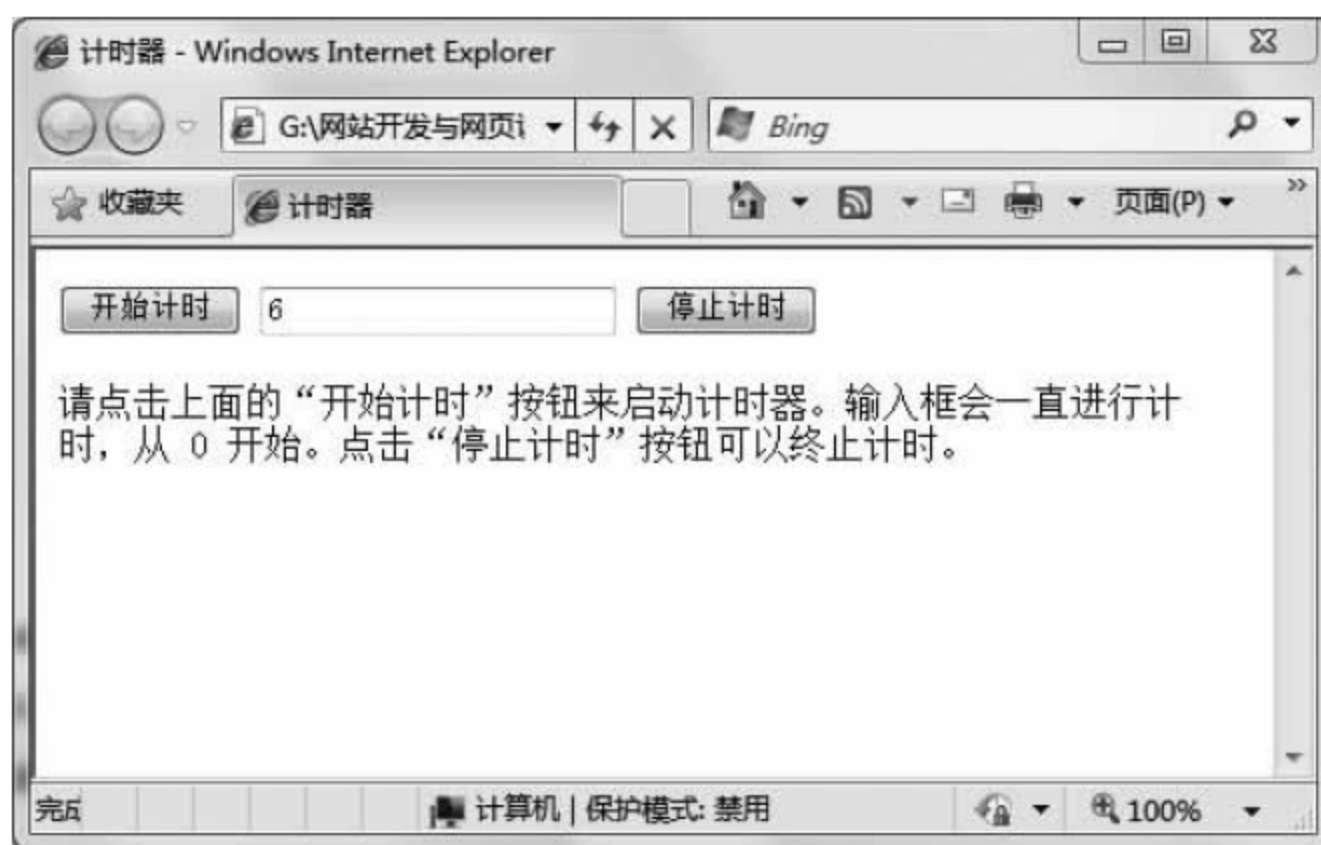 计时器 - Windows Internet Explorer
G:\网站开发与网页
Bing
收藏夹
计时器
页面(P)
开始计时
6
停止计时
请点击上面的“开始计时”按钮来启动计时器。输入框会一直进行计
时，从 0 开始。点击“停止计时”按钮可以终止计时。
计算机 | 保护模式: 禁用
100%